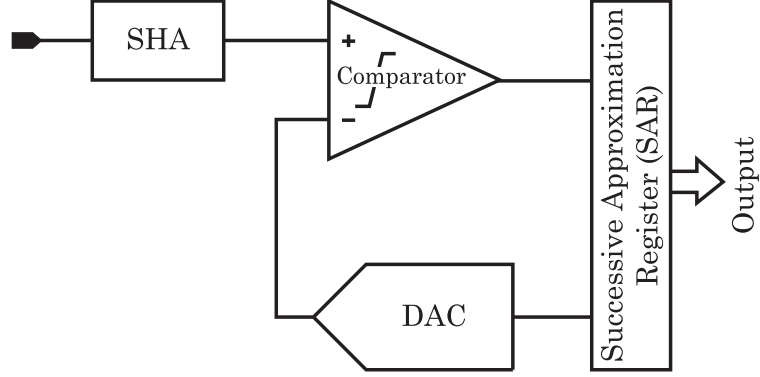 SHA
+
Comparator
−
DAC
Successive Approximation
Register (SAR)
Output